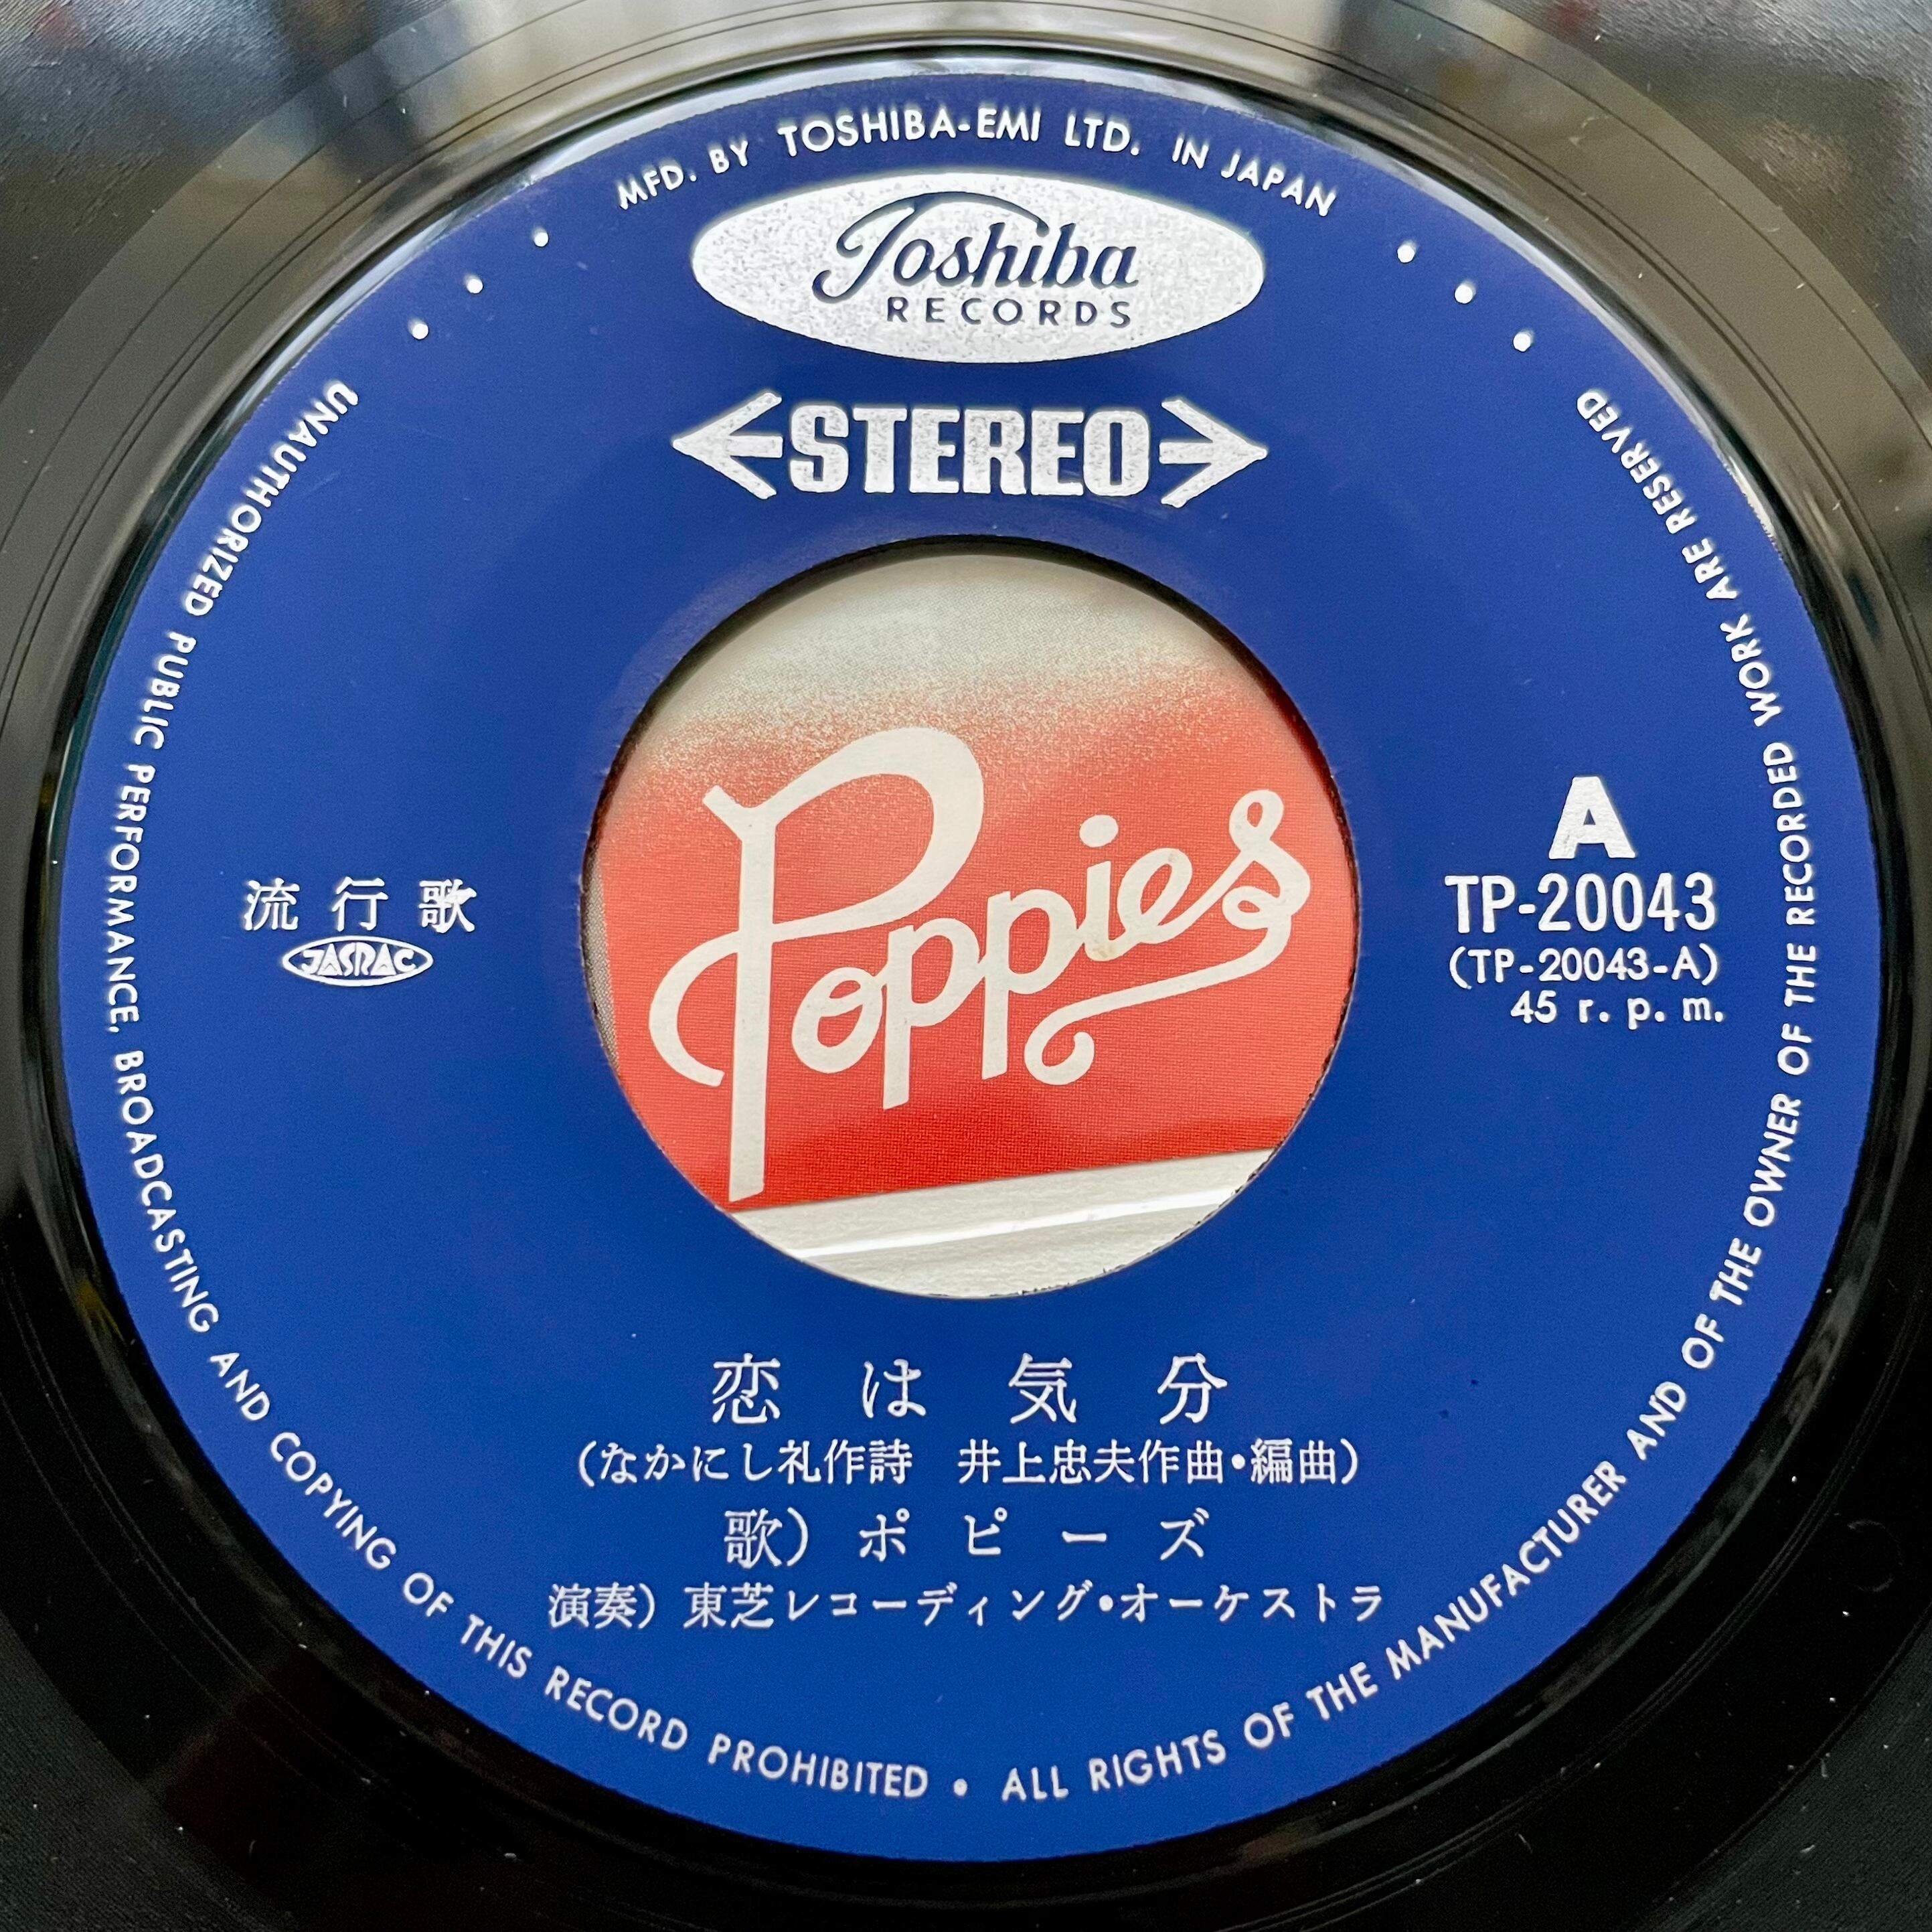 MFD. BY TOSHIBA-EMI LTD. IN JAPAN
Toshiba
RECORDS
STEREO
Poppies
流行歌
JASRAC
A
TP-20043
(TP-20043-A)
45 r. p. m.
恋は気分
(なかにし礼作詩 井上忠夫作曲・編曲)
歌) ポピーズ
演奏) 東芝レコーディング・オーケストラ
UNAUTHORIZED PUBLIC PERFORMANCE, BROADCASTING AND COPYING OF THIS RECORD PROHIBITED • ALL RIGHTS OF THE MANUFACTURER AND OF THE OWNER OF THE RECORDED WORK ARE RESERVED